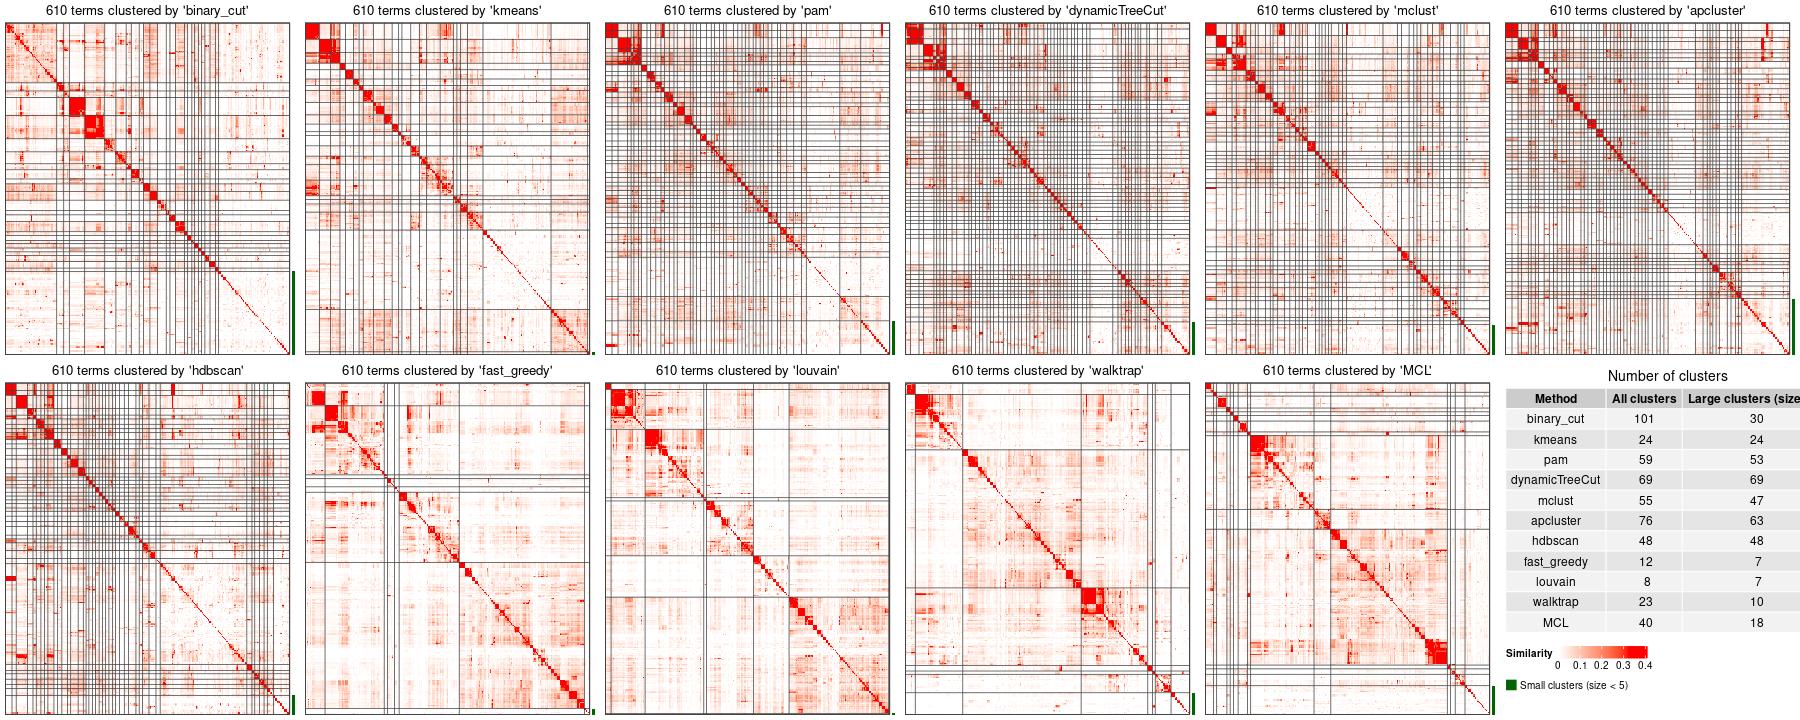 610 terms clustered by 'binary_cut'
610 terms clustered by 'kmeans'
610 terms clustered by 'pam'
610 terms clustered by 'dynamicTreeCut'
610 terms clustered by 'mclust'
610 terms clustered by 'apcluster'
610 terms clustered by 'hdbscan'
610 terms clustered by 'fast_greedy'
610 terms clustered by 'louvain'
610 terms clustered by 'walktrap'
610 terms clustered by 'MCL'
Number of clusters
Method All clusters Large clusters (size
binary_cut 101 30
kmeans 24 24
pam 59 53
dynamicTreeCut 69 69
mclust 55 47
apcluster 76 63
hdbscan 48 48
fast_greedy 12 7
louvain 8 7
walktrap 23 10
MCL 40 18
Similarity
0 0.1 0.2 0.3 0.4
Small clusters (size < 5)